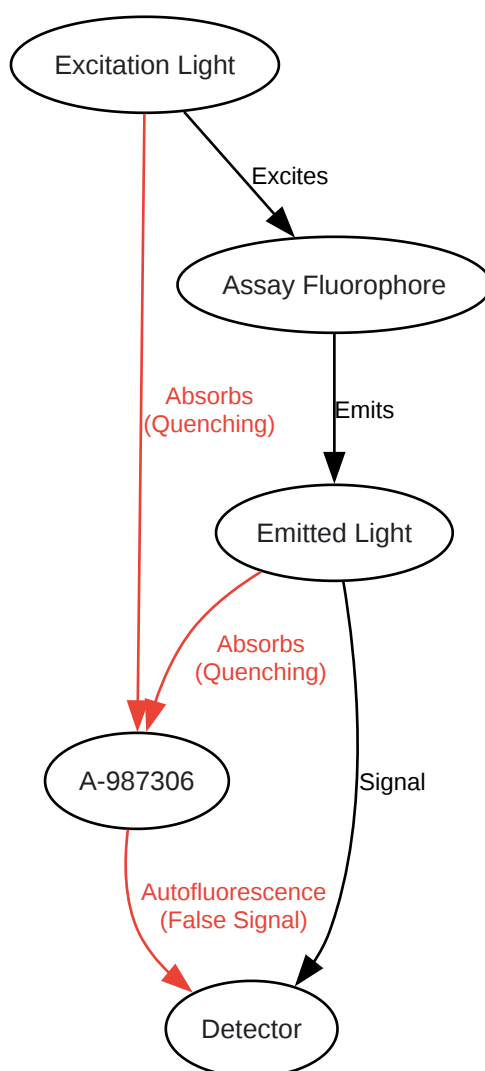 Excitation Light
Excites
Assay Fluorophore
Absorbs
(Quenching)
Emits
Emitted Light
Absorbs
(Quenching)
A-987306
Signal
Autofluorescence
(False Signal)
Detector